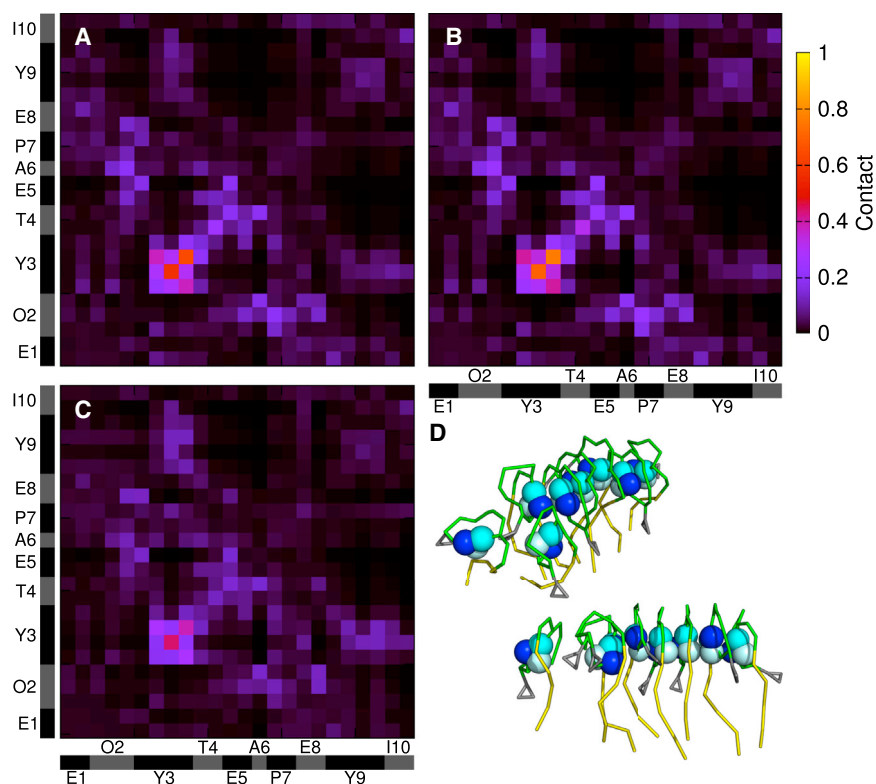 A
B
I10
Y9
E8
P7
A6
E5
T4
Y3
O2
E1
1
0.8
0.6
0.4
0.2
0
Contact
O2 T4 A6 E8 I10
E1 Y3 E5 P7 Y9
C
D
I10
Y9
E8
P7
A6
E5
T4
Y3
O2
E1
O2 T4 A6 E8 I10
E1 Y3 E5 P7 Y9